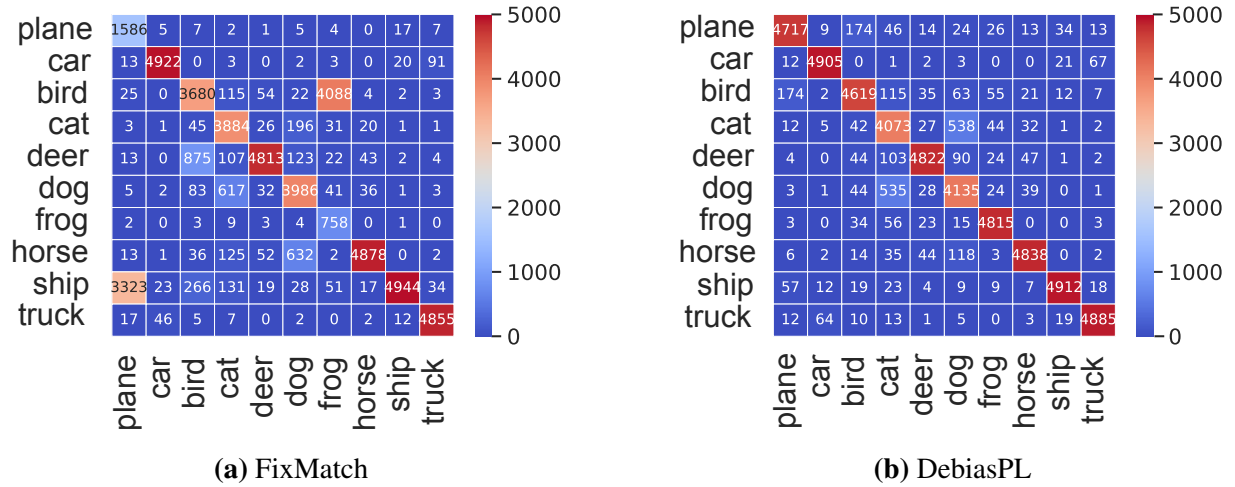 plane 1586 5 7 2 1 5 4 0 17 7
car 13 4922 0 3 0 2 3 0 20 91
bird 25 0 3680 115 54 22 4088 4 2 3
cat 3 1 45 3884 26 196 31 20 1 1
deer 13 0 875 107 4813 123 22 43 2 4
dog 5 2 83 617 32 3986 41 36 1 3
frog 2 0 3 9 3 4 758 0 1 0
horse 13 1 36 125 52 632 2 4878 0 2
ship 3323 23 266 131 19 28 51 17 4944 34
truck 17 46 5 7 0 2 0 2 12 4855
plane car bird cat deer dog frog horse ship truck
5000
4000
3000
2000
1000
0
(a) FixMatch
plane 4717 9 174 46 14 24 26 13 34 13
car 12 4905 0 1 2 3 0 0 21 67
bird 174 2 4619 115 35 63 55 21 12 7
cat 12 5 42 4073 27 538 44 32 1 2
deer 4 0 44 103 4822 90 24 47 1 2
dog 3 1 44 535 28 4135 24 39 0 1
frog 3 0 34 56 23 15 4815 0 0 3
horse 6 2 14 35 44 118 3 4838 0 2
ship 57 12 19 23 4 9 9 7 4912 18
truck 12 64 10 13 1 5 0 3 19 4885
plane car bird cat deer dog frog horse ship truck
5000
4000
3000
2000
1000
0
(b) DebiasPL